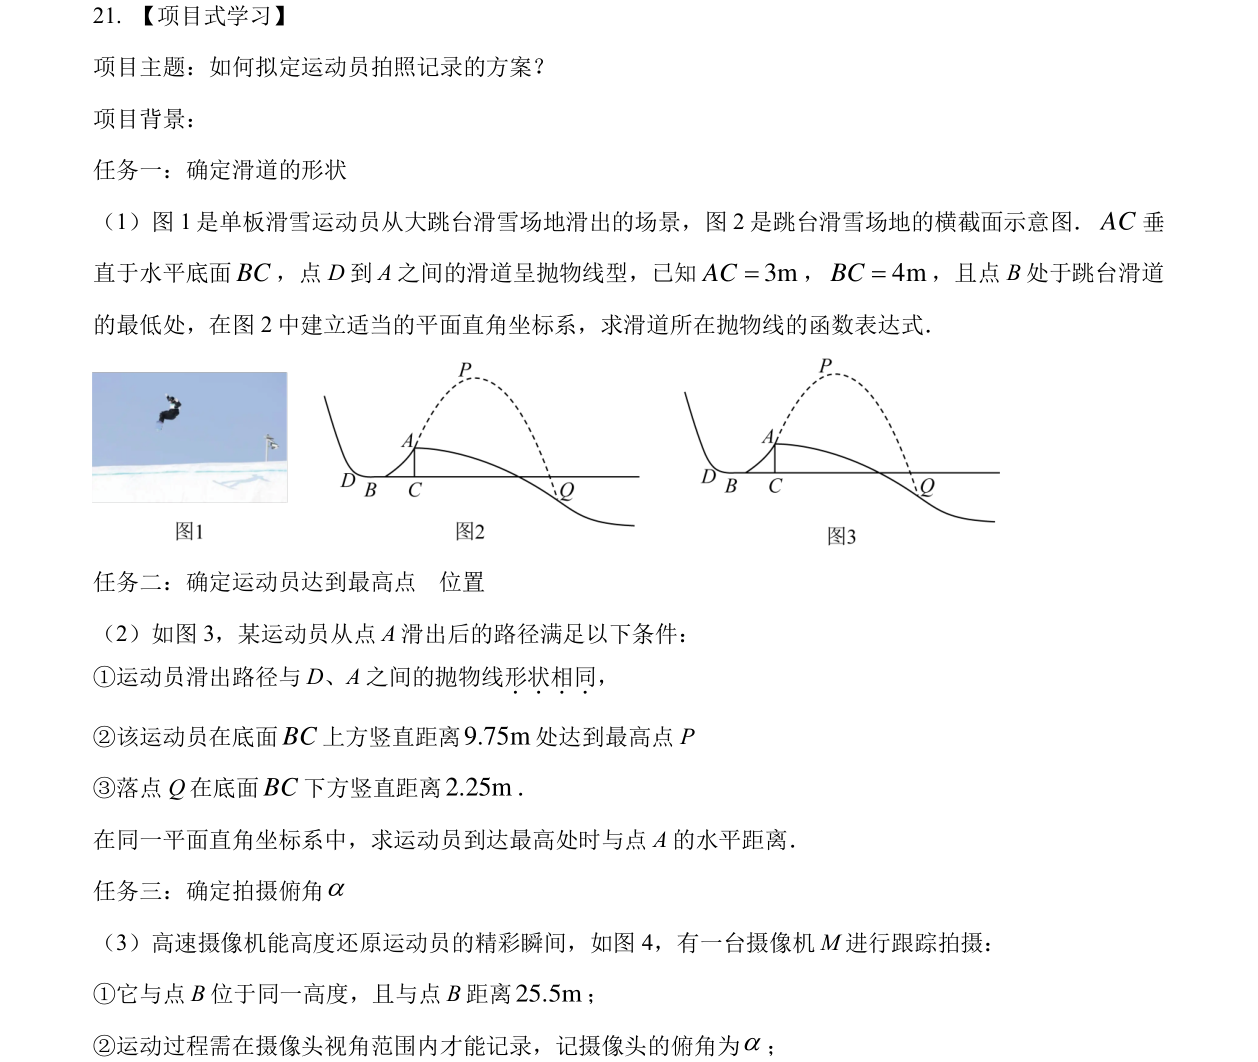 21. 【项目式学习】
项目主题：如何拟定运动员拍照记录的方案？
项目背景：
任务一：确定滑道的形状
（1）图 1 是单板滑雪运动员从大跳台滑雪场地滑出的场景，图 2 是跳台滑雪场地的横截面示意图．AC 垂
直于水平底面 BC，点 D 到 A 之间的滑道呈抛物线型，已知 AC = 3m，BC = 4m，且点 B 处于跳台滑道
的最低处，在图 2 中建立适当的平面直角坐标系，求滑道所在抛物线的函数表达式．
P
A
D
B
C
Q
P
A
D
B
C
Q
图1
图2
图3
任务二：确定运动员达到最高点 位置
（2）如图 3，某运动员从点 A 滑出后的路径满足以下条件：
①运动员滑出路径与 D、A 之间的抛物线形状相同，
②该运动员在底面 BC 上方竖直距离 9.75m 处达到最高点 P
③落点 Q 在底面 BC 下方竖直距离 2.25m．
在同一平面直角坐标系中，求运动员到达最高处时与点 A 的水平距离．
任务三：确定拍摄俯角 α
（3）高速摄像机能高度还原运动员的精彩瞬间，如图 4，有一台摄像机 M 进行跟踪拍摄：
①它与点 B 位于同一高度，且与点 B 距离 25.5m；
②运动过程需在摄像头视角范围内才能记录，记摄像头的俯角为 α；